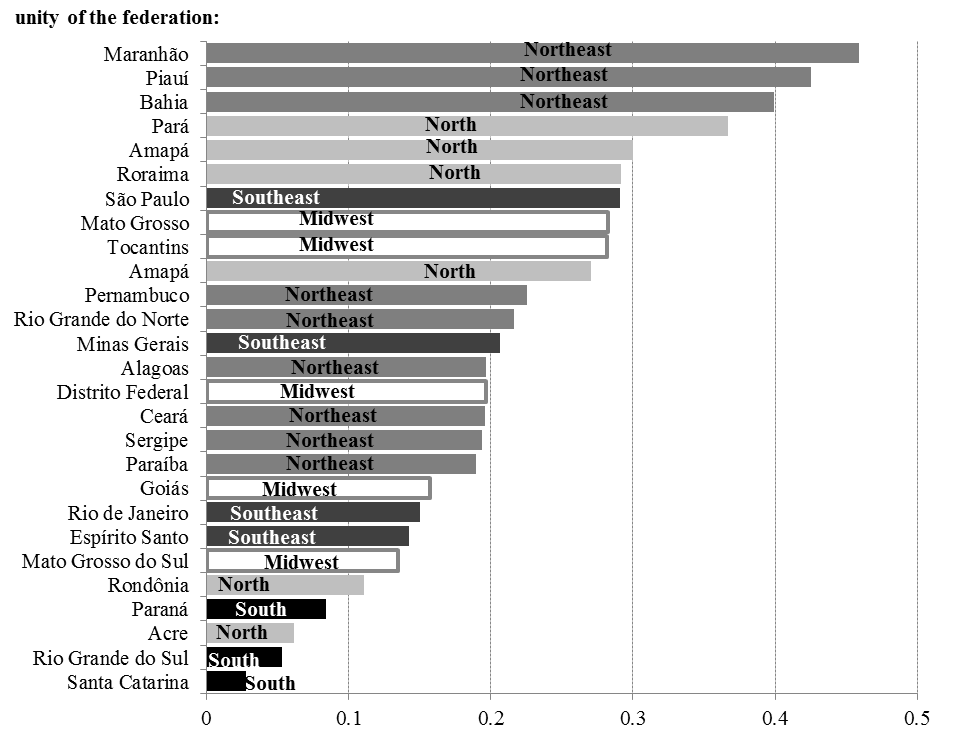 unity of the federation:
Maranhão Northeast
Piauí Northeast
Bahia Northeast
Pará North
Amapá North
Roraima North
São Paulo Southeast
Mato Grosso Midwest
Tocantins Midwest
Amapá North
Pernambuco Northeast
Rio Grande do Norte Northeast
Minas Gerais Southeast
Alagoas Northeast
Distrito Federal Midwest
Ceará Northeast
Sergipe Northeast
Paraíba Northeast
Goiás Midwest
Rio de Janeiro Southeast
Espírito Santo Southeast
Mato Grosso do Sul Midwest
Rondônia North
Paraná South
Acre North
Rio Grande do Sul South
Santa Catarina South
0 0.1 0.2 0.3 0.4 0.5